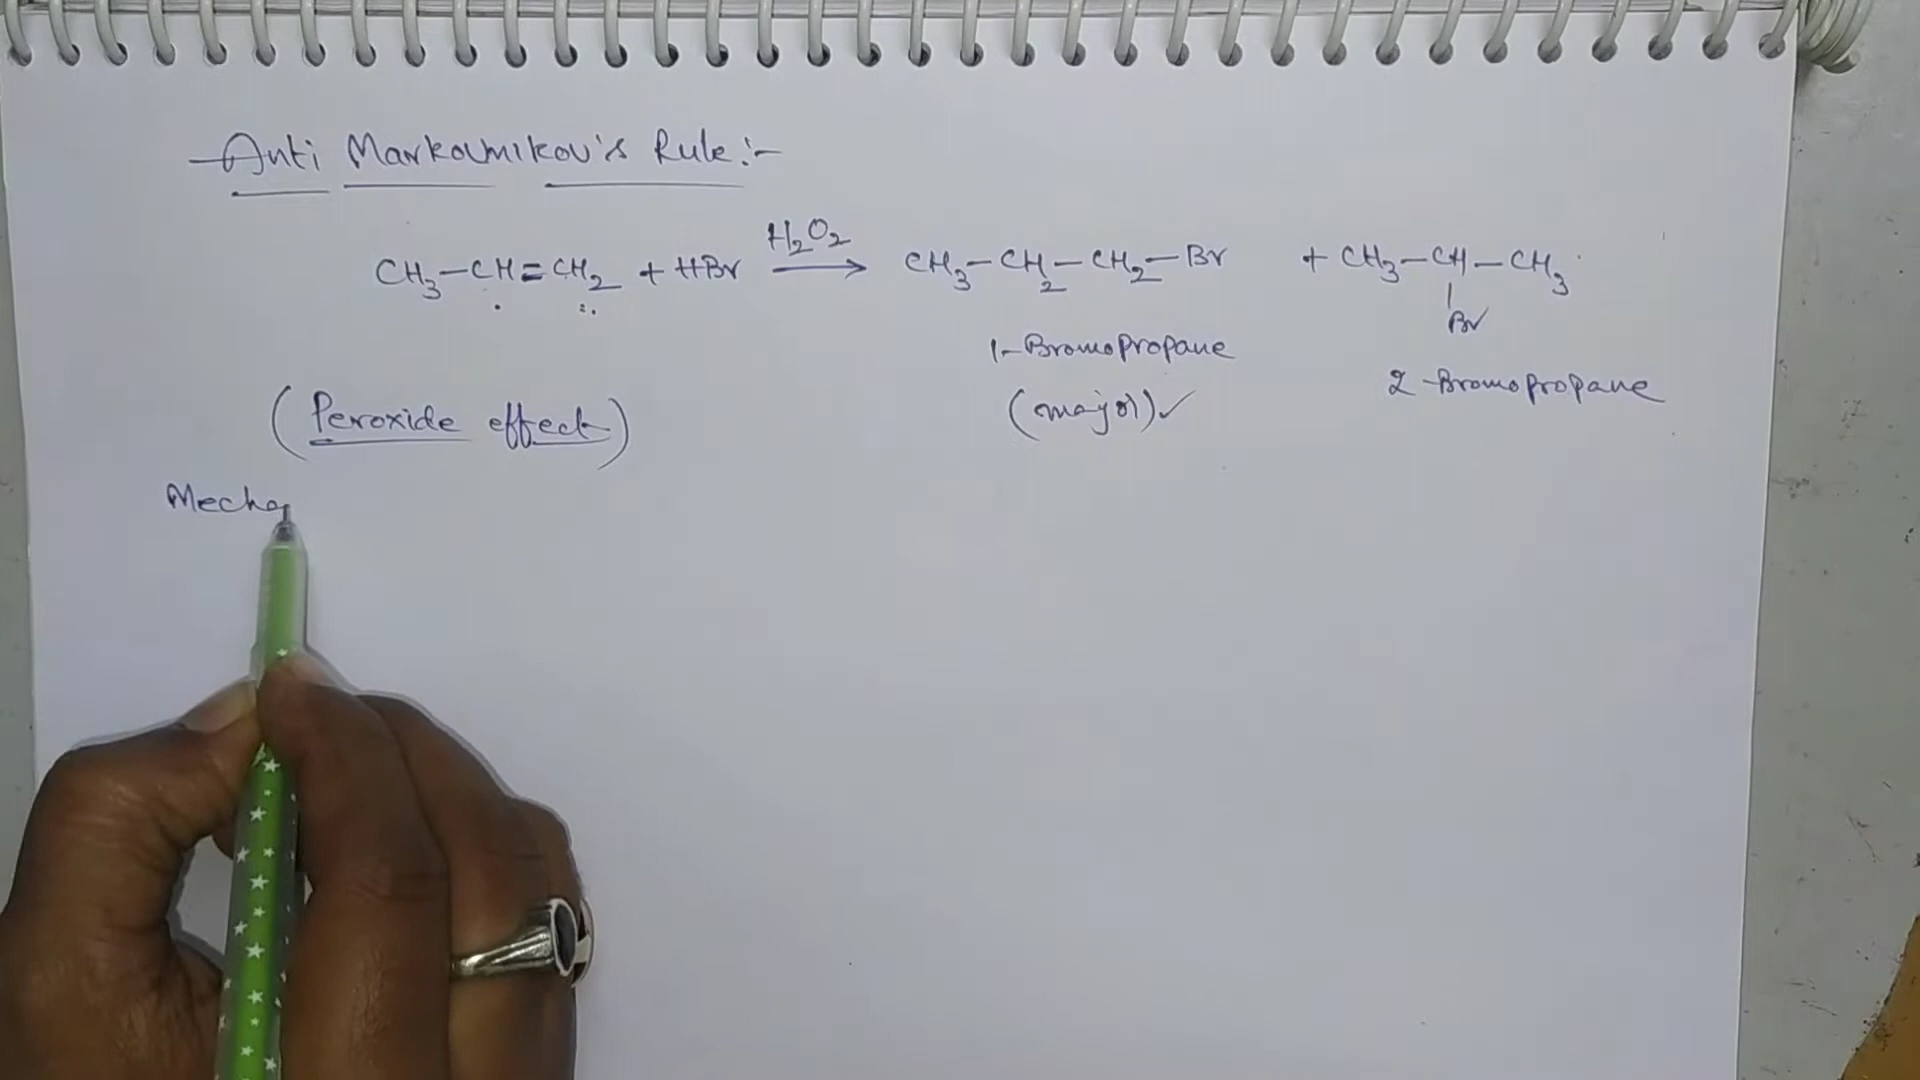 Anti Markovnikov's Rule:-
CH3-CH=CH2 + HBr H2O2→ CH3-CH2-CH2-Br + CH3-CH-CH3
Br
1-Bromopropane
2-Bromopropane
(Peroxide effect)
(major)✓
Mecha